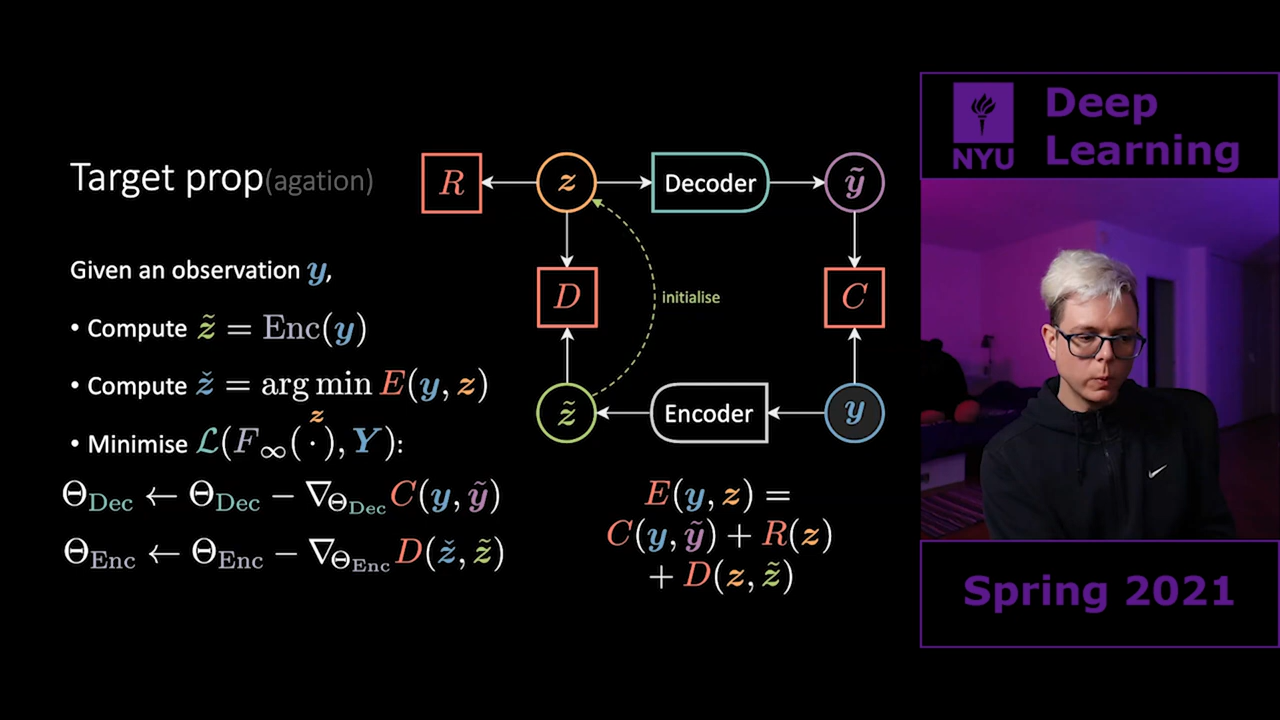 Target prop(agation)
Given an observation y,
• Compute z̃ = Enc(y)
• Compute ž = arg min E(y, z)
z
• Minimise ℒ(F∞(·), Y):
Θ_Dec ← Θ_Dec − ∇_Θ_Dec C(y, ỹ)
Θ_Enc ← Θ_Enc − ∇_Θ_Enc D(ž, z̃)
R
z
Decoder
ỹ
D
initialise
C
z̃
Encoder
y
E(y, z) =
C(y, ỹ) + R(z)
+ D(z, z̃)
NYU
Deep
Learning
Spring 2021